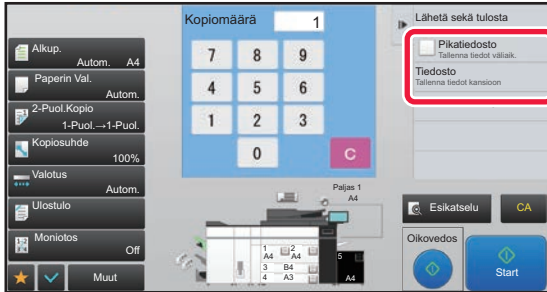 Kopiomäärä
1
Lähetä sekä tulosta
Alkup.
Autom. A4
Paperin Val.
Autom.
2-Puol.Kopio
1-Puol.→1-Puol.
Kopiosuhde
100%
Valotus
Autom.
Ulostulo
Moniotos
Off
Muut
7 8 9
4 5 6
1 2 3
0 C
Paljas 1
A4
1 A4 2 A4
3 B4
4 A3
5
A4
Pikatiedosto
Tallenna tiedot väliaik.
Tiedosto
Tallenna tiedot kansioon
Esikatselu
CA
Oikovedos
Start